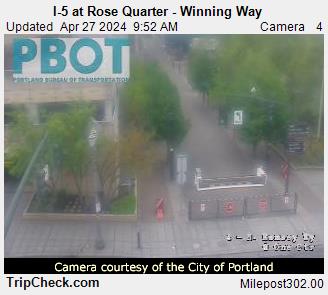 I-5 at Rose Quarter - Winning Way
Updated Apr 27 2024 9:52 AM Camera 4
PBOT
PORTLAND BUREAU OF TRANSPORTATION
Camera courtesy of the City of Portland
TripCheck.com Milepost302.00